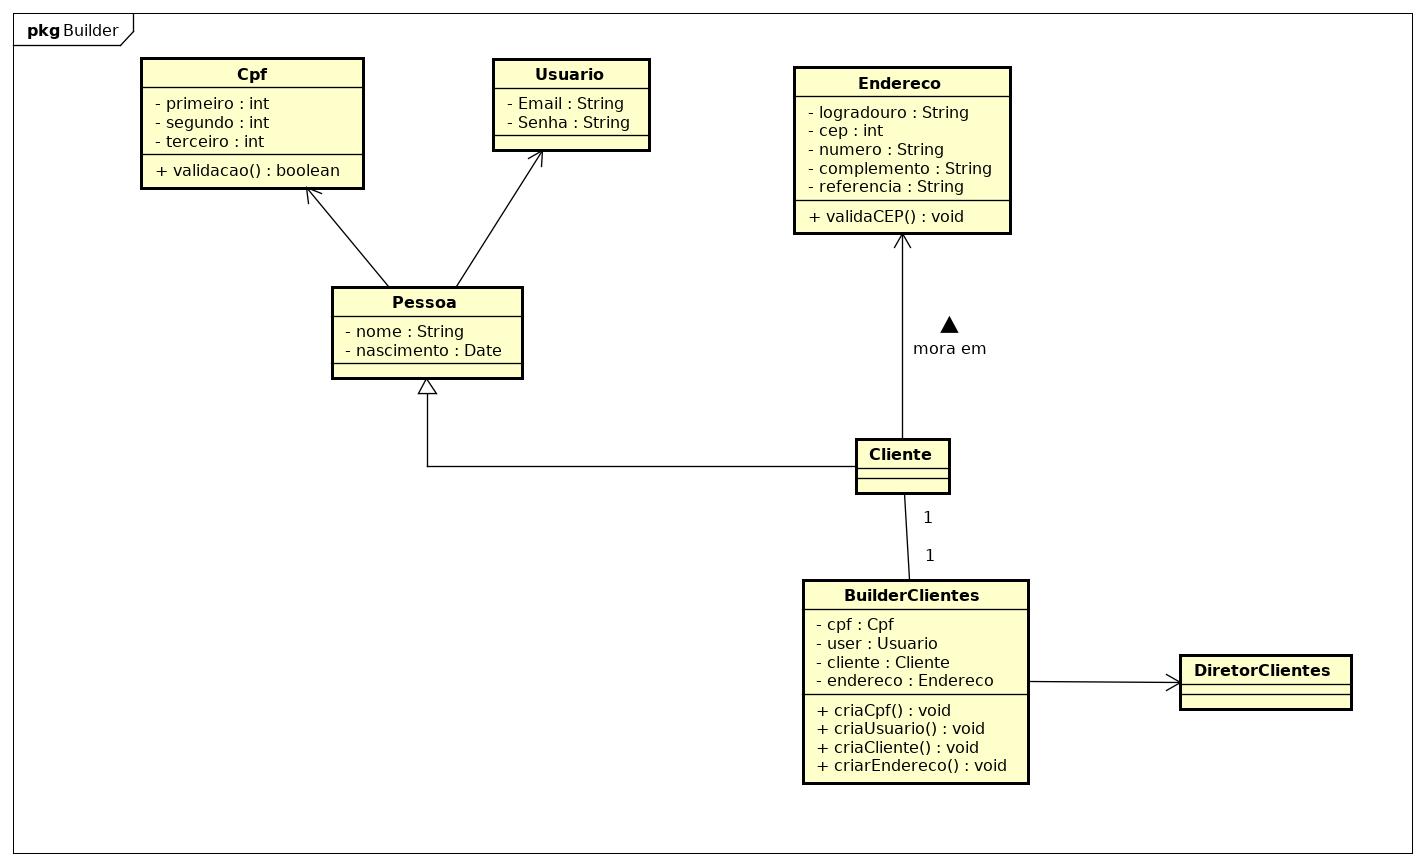 pkg Builder
Cpf
- primeiro : int
- segundo : int
- terceiro : int
+ validacao() : boolean
Usuario
- Email : String
- Senha : String
Endereco
- logradouro : String
- cep : int
- numero : String
- complemento : String
- referencia : String
+ validaCEP() : void
Pessoa
- nome : String
- nascimento : Date
mora em
Cliente
1
1
BuilderClientes
- cpf : Cpf
- user : Usuario
- cliente : Cliente
- endereco : Endereco
+ criaCpf() : void
+ criaUsuario() : void
+ criaCliente() : void
+ criarEndereco() : void
DiretorClientes